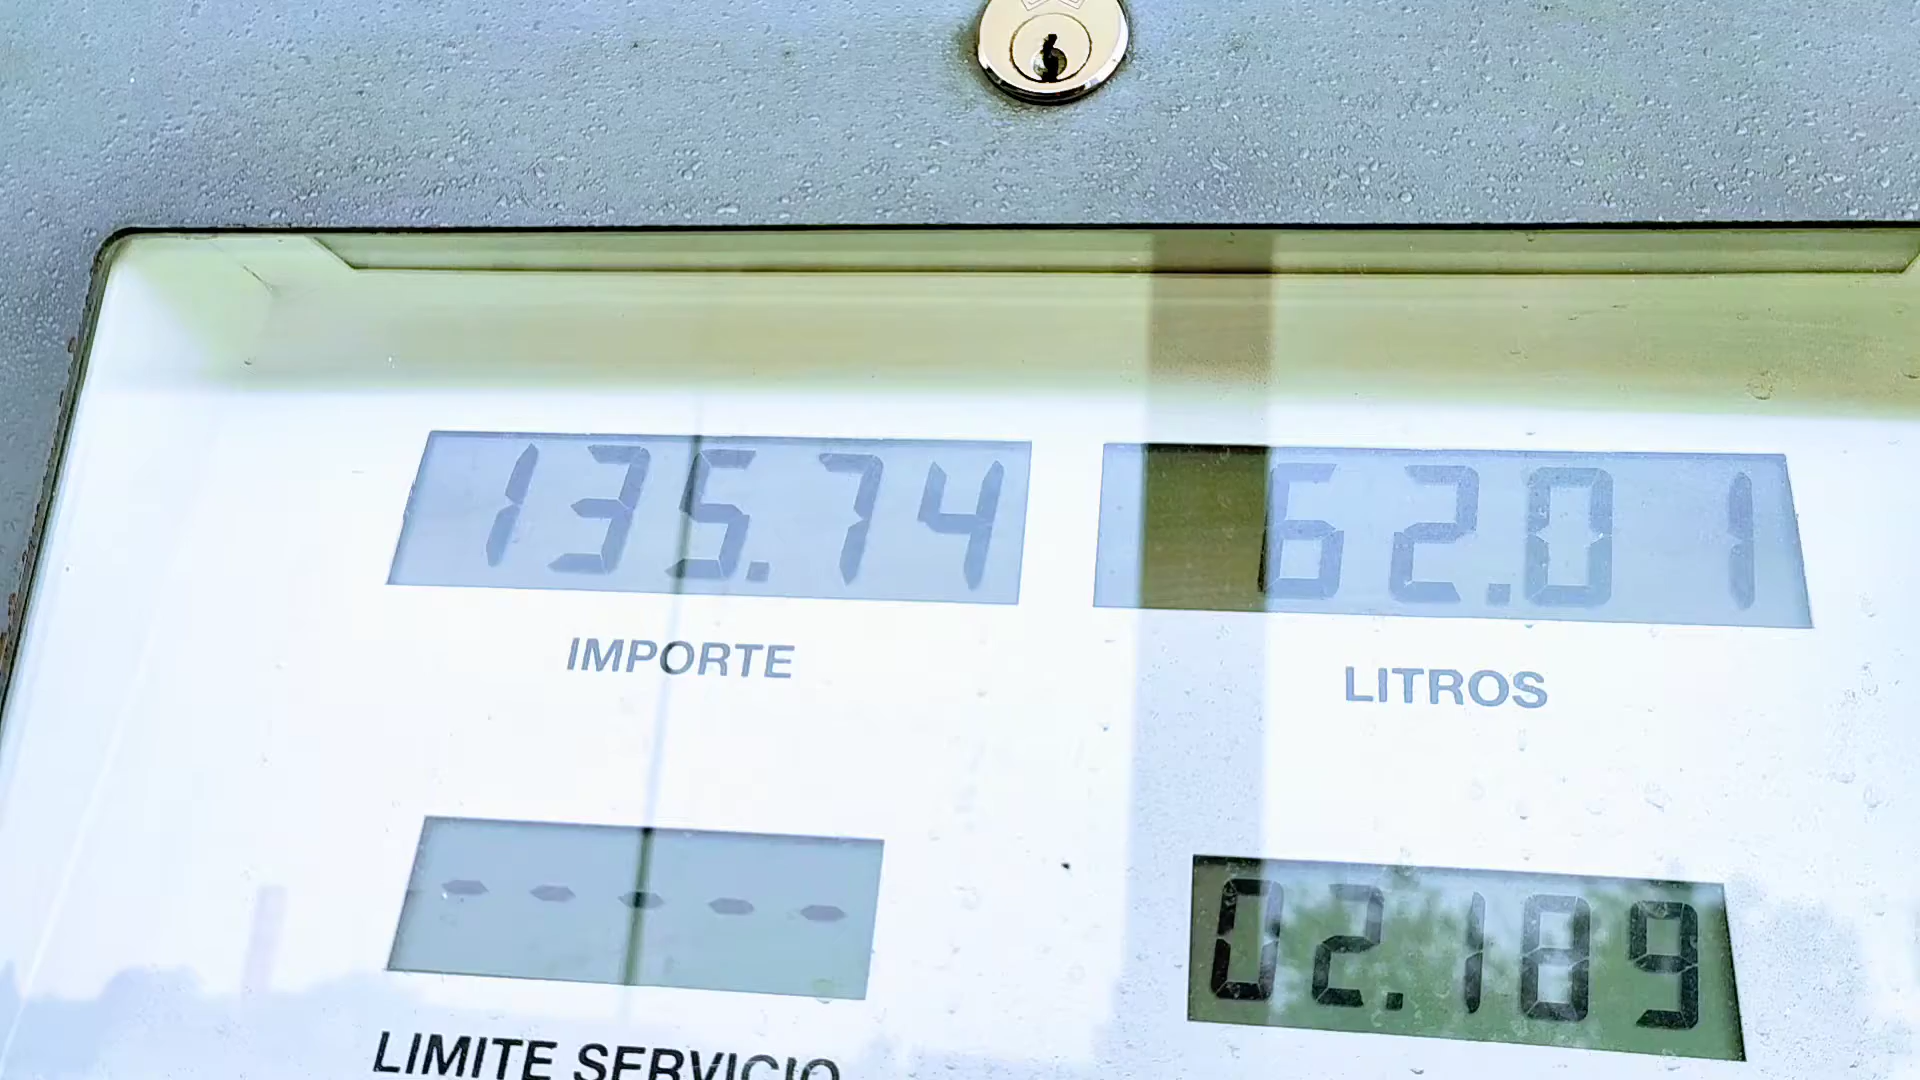 135.74 62.01
IMPORTE LITROS
----- 02.189
LIMITE SERVICIO